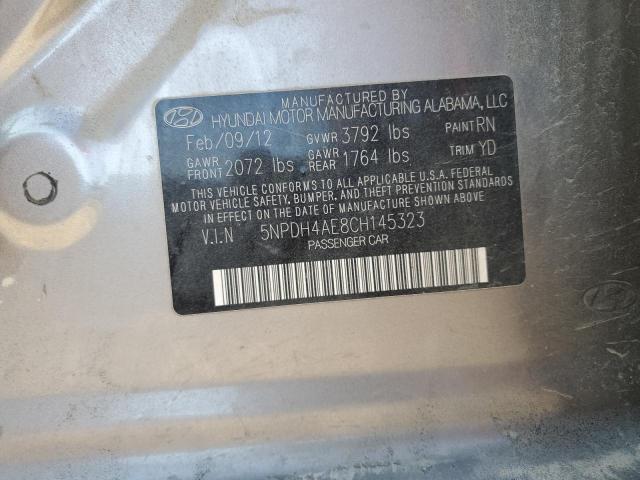 MANUFACTURED BY
HYUNDAI MOTOR MANUFACTURING ALABAMA, LLC
Feb/09/12 GVWR 3792 lbs PAINT RN
GAWR FRONT 2072 lbs GAWR REAR 1764 lbs TRIM YD
THIS VEHICLE CONFORMS TO ALL APPLICABLE U.S.A. FEDERAL
MOTOR VEHICLE SAFETY, BUMPER, AND THEFT PREVENTION STANDARDS
IN EFFECT ON THE DATE OF MANUFACTURE SHOWN ABOVE
V.I.N 5NPDH4AE8CH145323
PASSENGER CAR